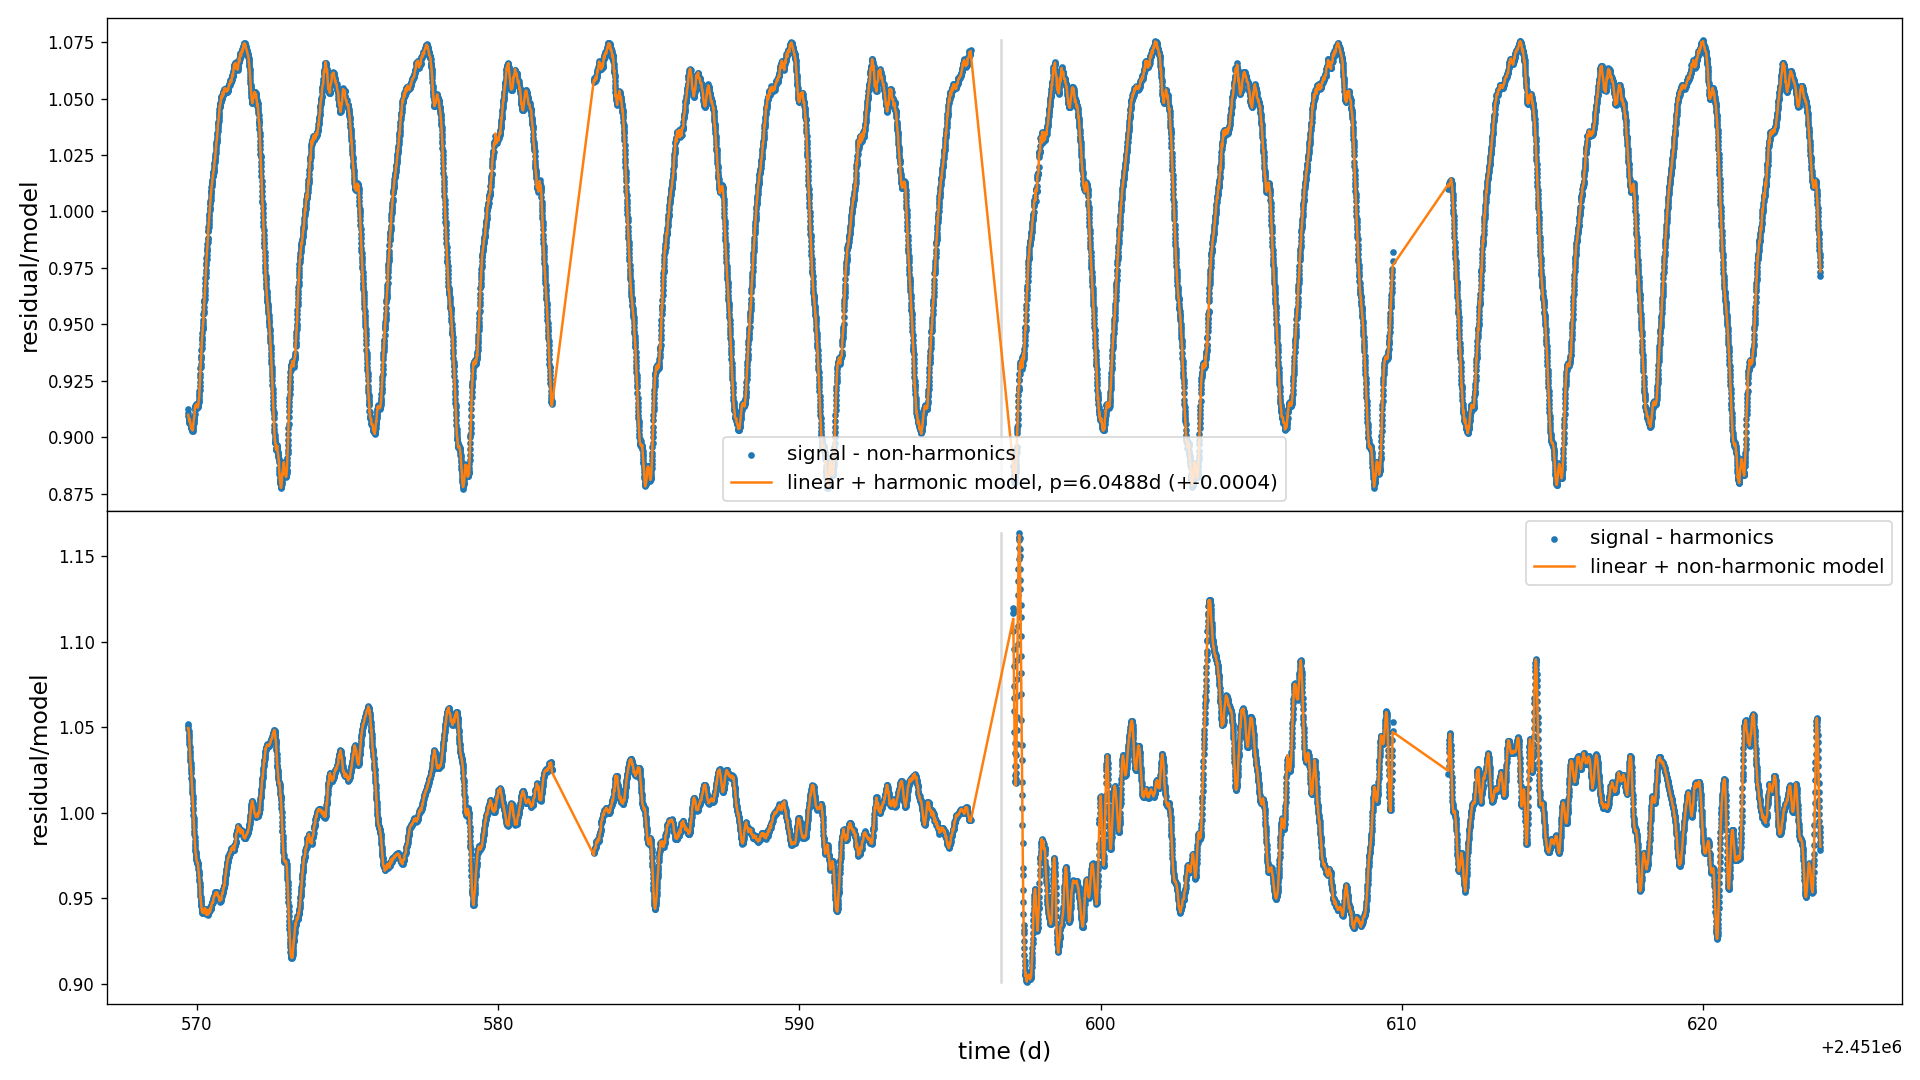 1.075
1.050
1.025
1.000
0.975
0.950
0.925
0.900
0.875
residual/model
signal - non-harmonics
linear + harmonic model, p=6.0488d (+-0.0004)
1.15
1.10
1.05
1.00
0.95
0.90
residual/model
signal - harmonics
linear + non-harmonic model
570 580 590 600 610 620
time (d)
+2.451e6